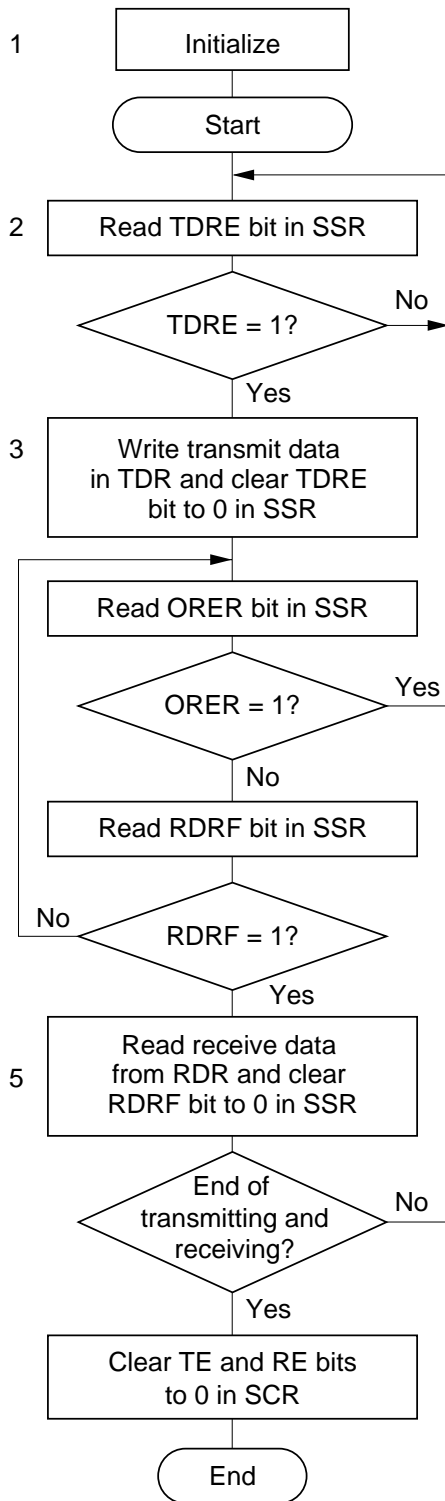 1
Initialize
Start
2
Read TDRE bit in SSR
TDRE = 1?
No
Yes
3
Write transmit data
in TDR and clear TDRE
bit to 0 in SSR
Read ORER bit in SSR
ORER = 1?
Yes
No
Read RDRF bit in SSR
No
RDRF = 1?
Yes
5
Read receive data
from RDR and clear
RDRF bit to 0 in SSR
End of
transmitting and
receiving?
No
Yes
Clear TE and RE bits
to 0 in SCR
End